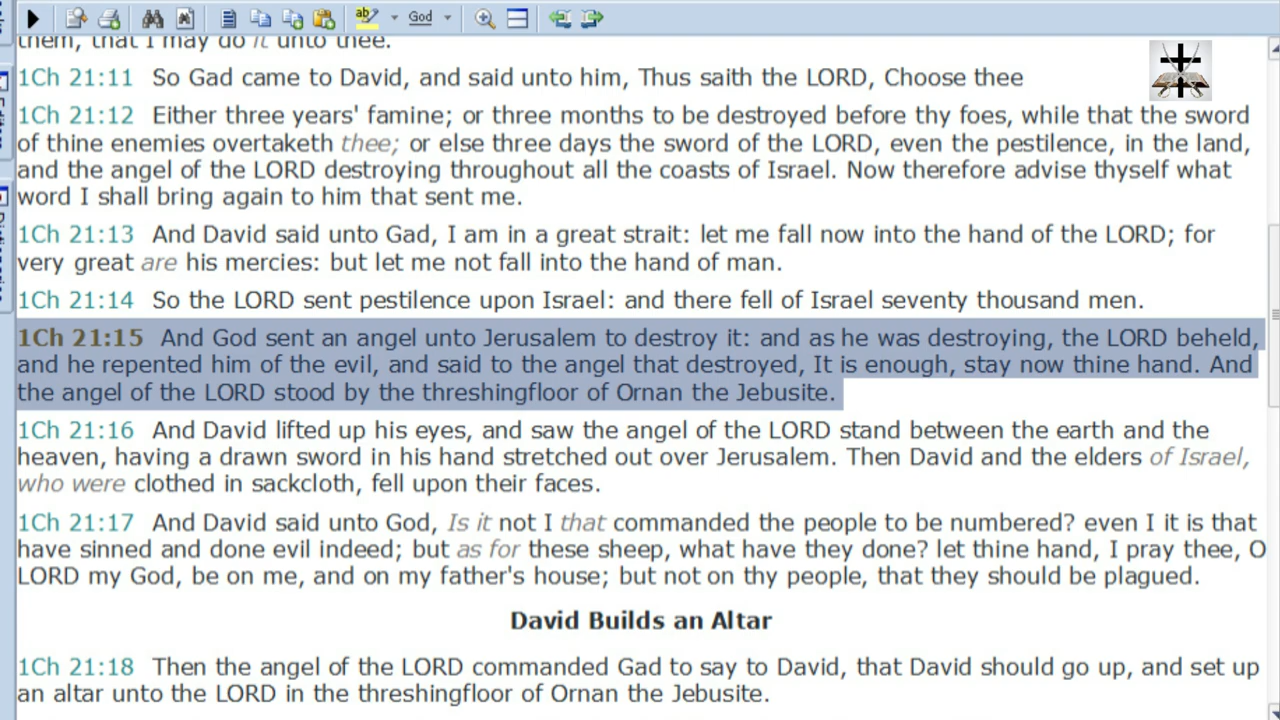 God
them, that I may do it unto thee.
1Ch 21:11 So Gad came to David, and said unto him, Thus saith the LORD, Choose thee
1Ch 21:12 Either three years' famine; or three months to be destroyed before thy foes, while that the sword
of thine enemies overtaketh thee; or else three days the sword of the LORD, even the pestilence, in the land,
and the angel of the LORD destroying throughout all the coasts of Israel. Now therefore advise thyself what
word I shall bring again to him that sent me.
1Ch 21:13 And David said unto Gad, I am in a great strait: let me fall now into the hand of the LORD; for
very great are his mercies: but let me not fall into the hand of man.
1Ch 21:14 So the LORD sent pestilence upon Israel: and there fell of Israel seventy thousand men.
1Ch 21:15 And God sent an angel unto Jerusalem to destroy it: and as he was destroying, the LORD beheld,
and he repented him of the evil, and said to the angel that destroyed, It is enough, stay now thine hand. And
the angel of the LORD stood by the threshingfloor of Ornan the Jebusite.
1Ch 21:16 And David lifted up his eyes, and saw the angel of the LORD stand between the earth and the
heaven, having a drawn sword in his hand stretched out over Jerusalem. Then David and the elders of Israel,
who were clothed in sackcloth, fell upon their faces.
1Ch 21:17 And David said unto God, Is it not I that commanded the people to be numbered? even I it is that
have sinned and done evil indeed; but as for these sheep, what have they done? let thine hand, I pray thee, O
LORD my God, be on me, and on my father's house; but not on thy people, that they should be plagued.
David Builds an Altar
1Ch 21:18 Then the angel of the LORD commanded Gad to say to David, that David should go up, and set up
an altar unto the LORD in the threshingfloor of Ornan the Jebusite.